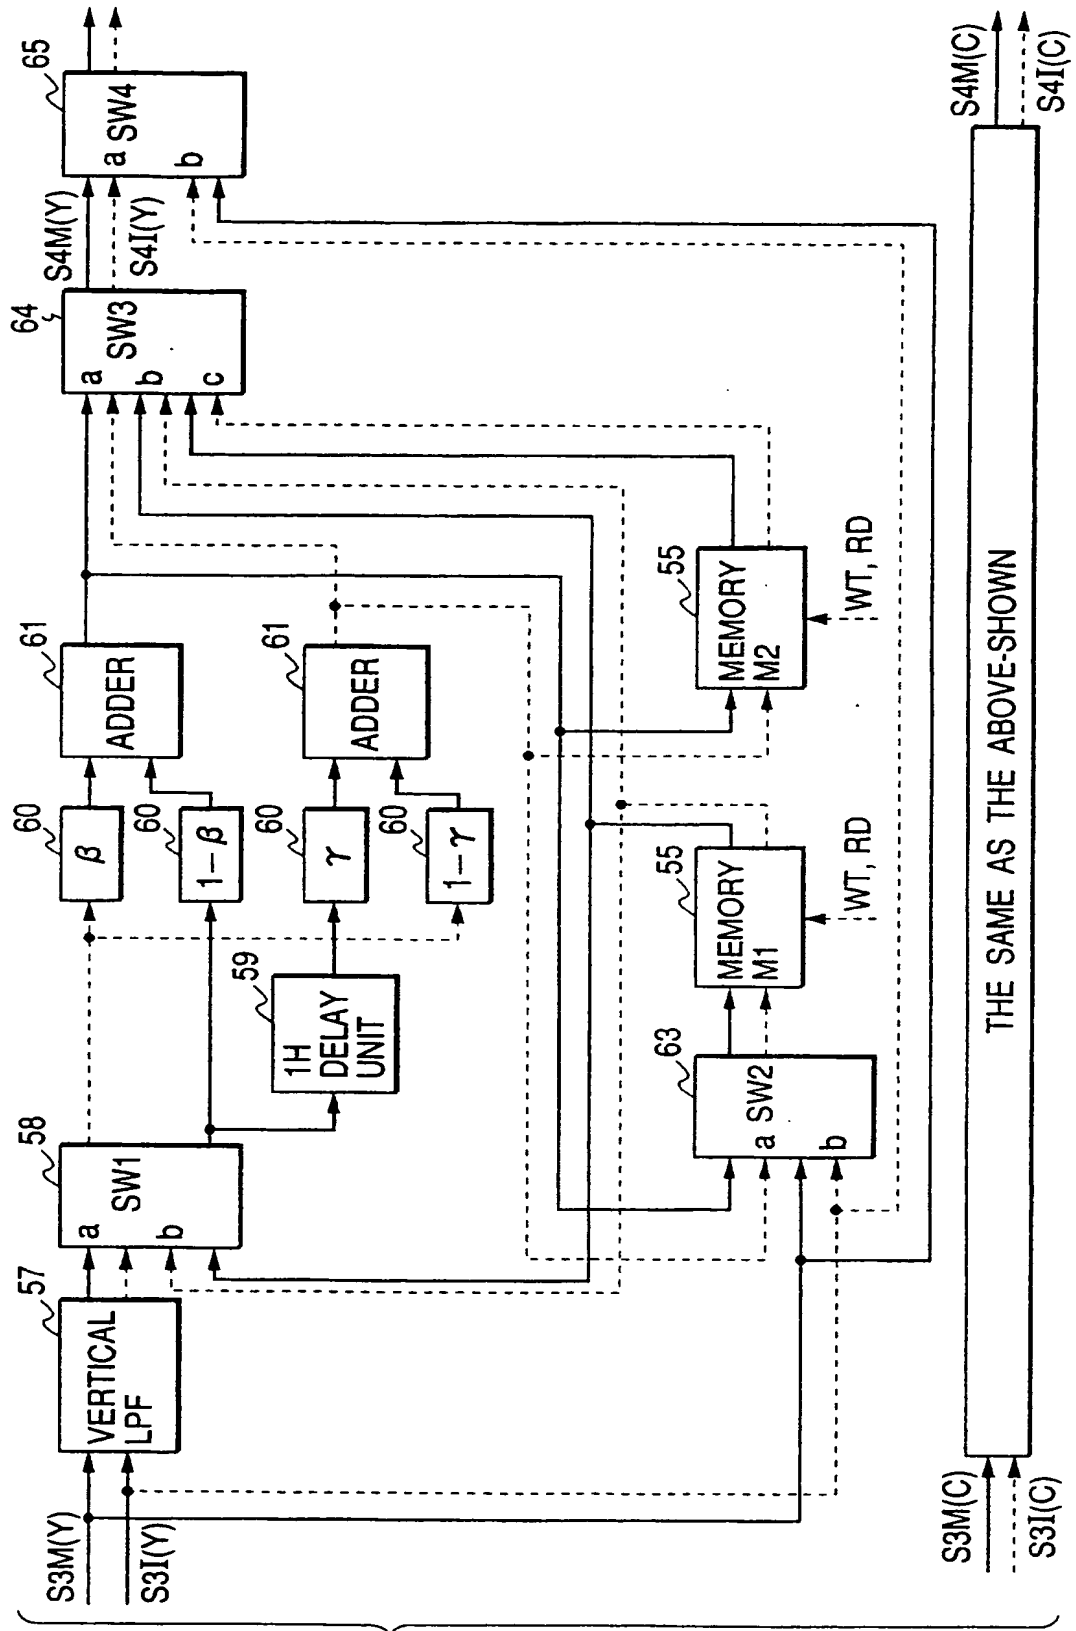 S3M(Y)
S3I(Y)
57
VERTICAL
LPF
58
a
SW1
b
59
1H
DELAY
UNIT
60
β
60
1-β
60
γ
60
1-γ
61
ADDER
61
ADDER
63
a
SW2
b
55
MEMORY
M1
WT, RD
55
MEMORY
M2
WT, RD
64
a
SW3
b
c
S4M(Y)
S4I(Y)
65
a
SW4
b
S3M(C)
S3I(C)
THE SAME AS THE ABOVE-SHOWN
S4M(C)
S4I(C)